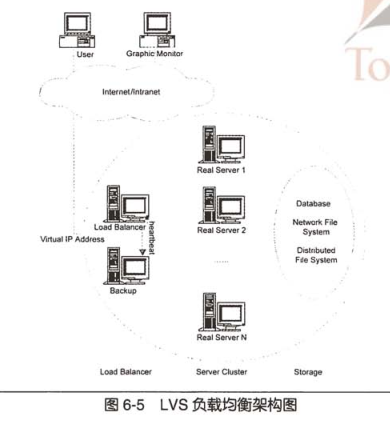 User
Graphic Monitor
To
Internet/Intranet
Real Server 1
Load Balancer
heartbeat
Virtual IP Address
Backup
Real Server 2
......
Real Server N
Database
Network File
System
Distributed
File System
Load Balancer
Server Cluster
Storage
图 6-5 LVS 负载均衡架构图